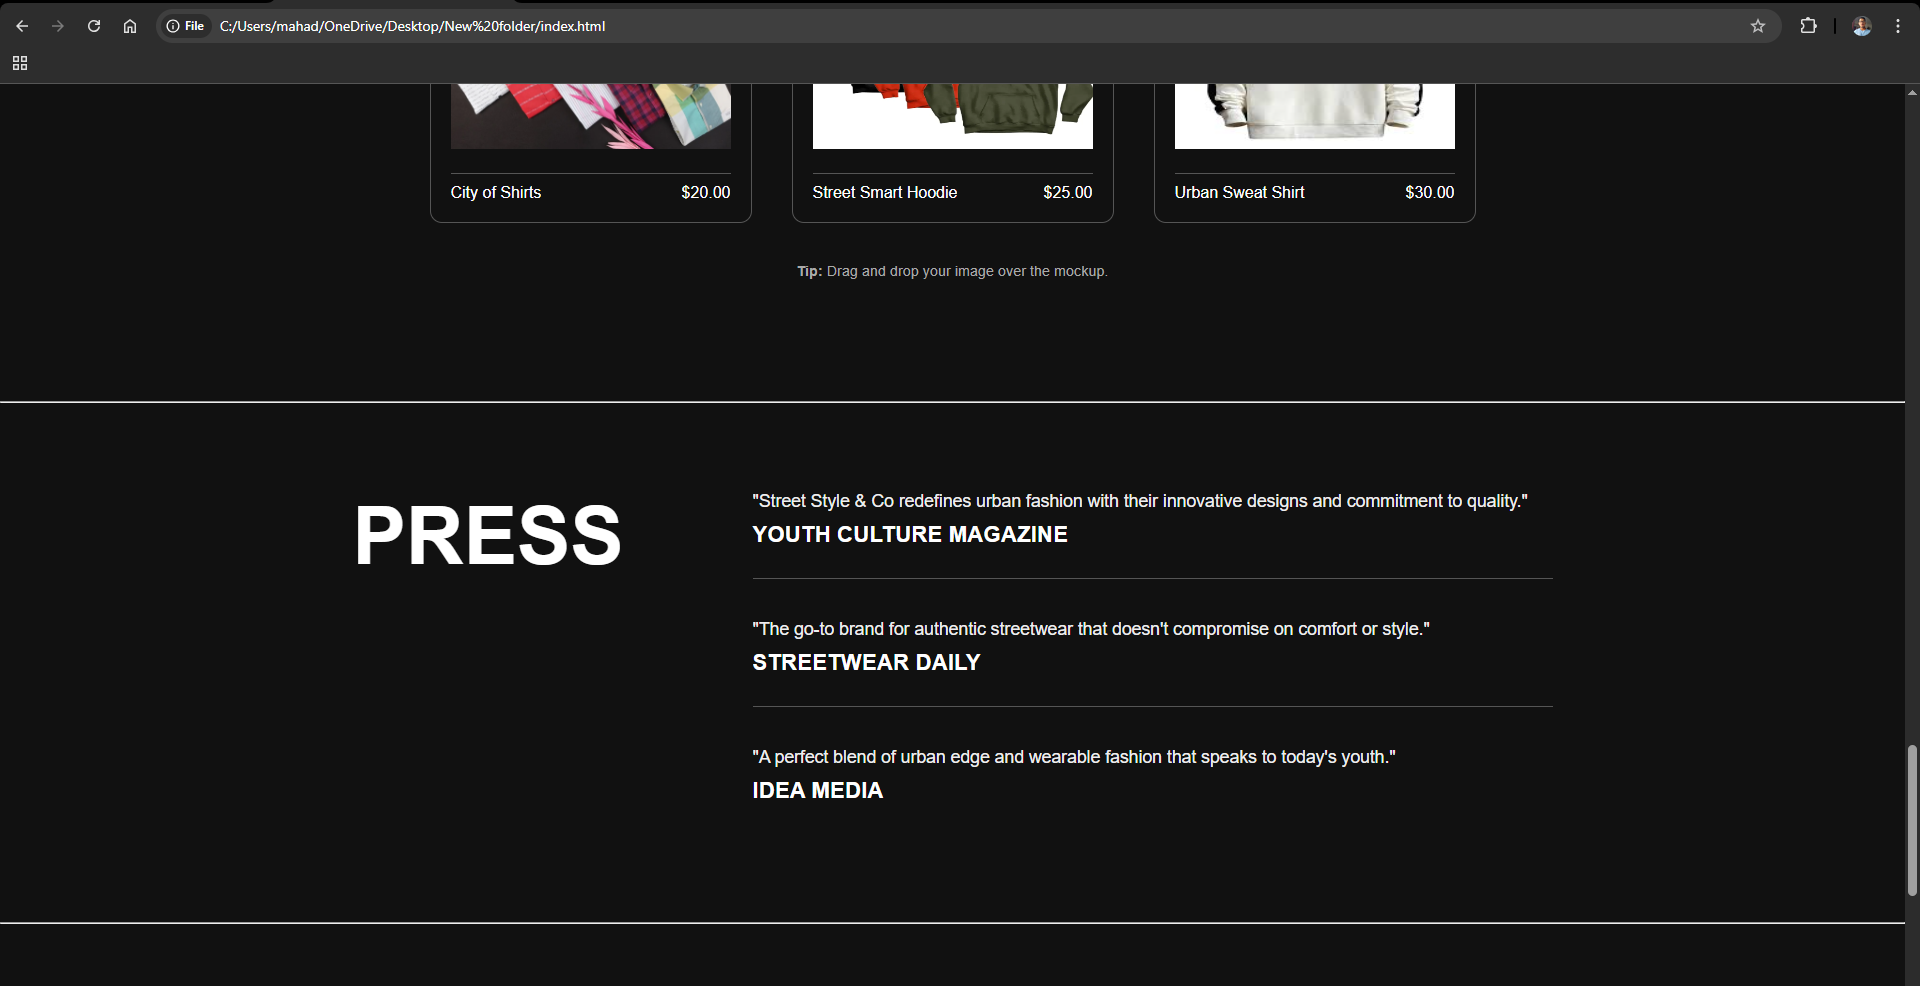 File C:/Users/mahad/OneDrive/Desktop/New%20folder/index.html
City of Shirts $20.00
Street Smart Hoodie $25.00
Urban Sweat Shirt $30.00
Tip: Drag and drop your image over the mockup.
PRESS
"Street Style & Co redefines urban fashion with their innovative designs and commitment to quality."
YOUTH CULTURE MAGAZINE
"The go-to brand for authentic streetwear that doesn't compromise on comfort or style."
STREETWEAR DAILY
"A perfect blend of urban edge and wearable fashion that speaks to today's youth."
IDEA MEDIA